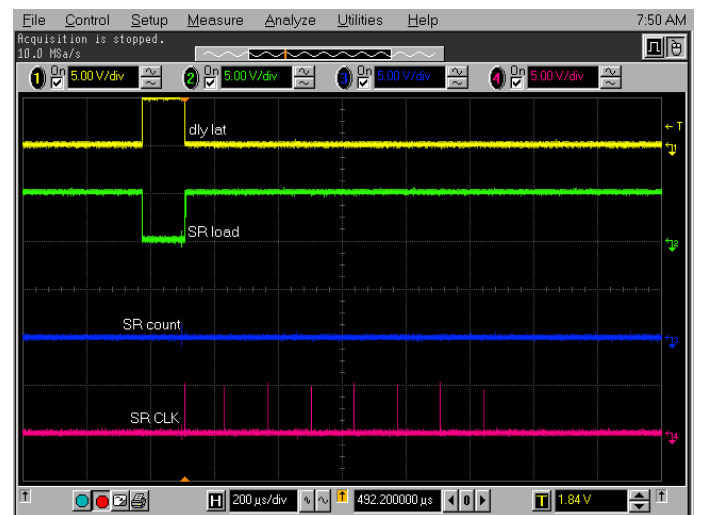 File Control Setup Measure Analyze Utilities Help 7:50 AM
Acquisition is stopped.
10.0 MSa/s
1 On 5.00 V/div 2 On 5.00 V/div 3 On 5.00 V/div 4 On 5.00 V/div
dly lat
T
1
SR load
2
SR count
3
SR CLK
4
H 200 µs/div T 492.200000 µs 0 T 1.84 V